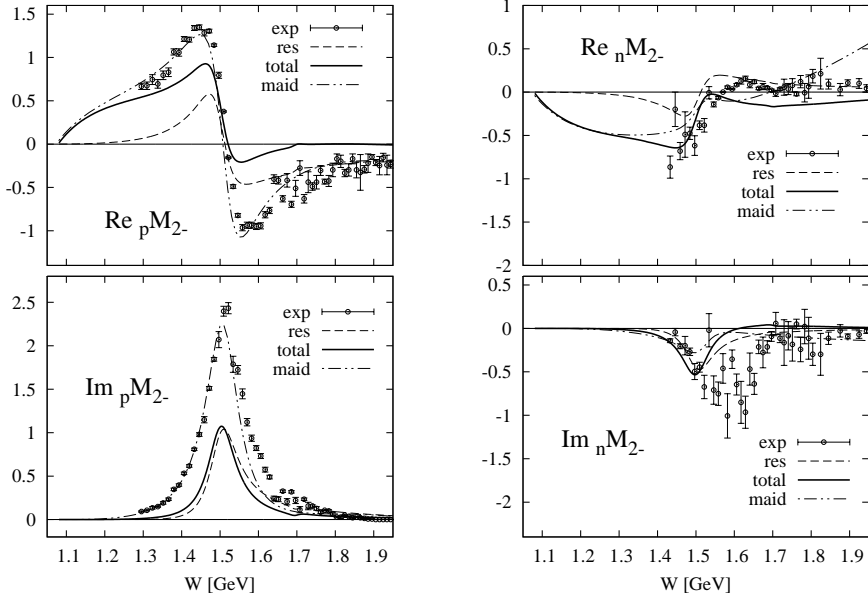 1.5
1
0.5
0
-0.5
-1
exp
res
total
maid
Re pM2-
1
0.5
0
-0.5
-1
-1.5
-2
Re nM2-
exp
res
total
maid
2.5
2
1.5
1
0.5
0
exp
res
total
maid
Im pM2-
1.1 1.2 1.3 1.4 1.5 1.6 1.7 1.8 1.9
W [GeV]
0.5
0
-0.5
-1
-1.5
-2
Im nM2-
exp
res
total
maid
1.1 1.2 1.3 1.4 1.5 1.6 1.7 1.8 1.9
W [GeV]